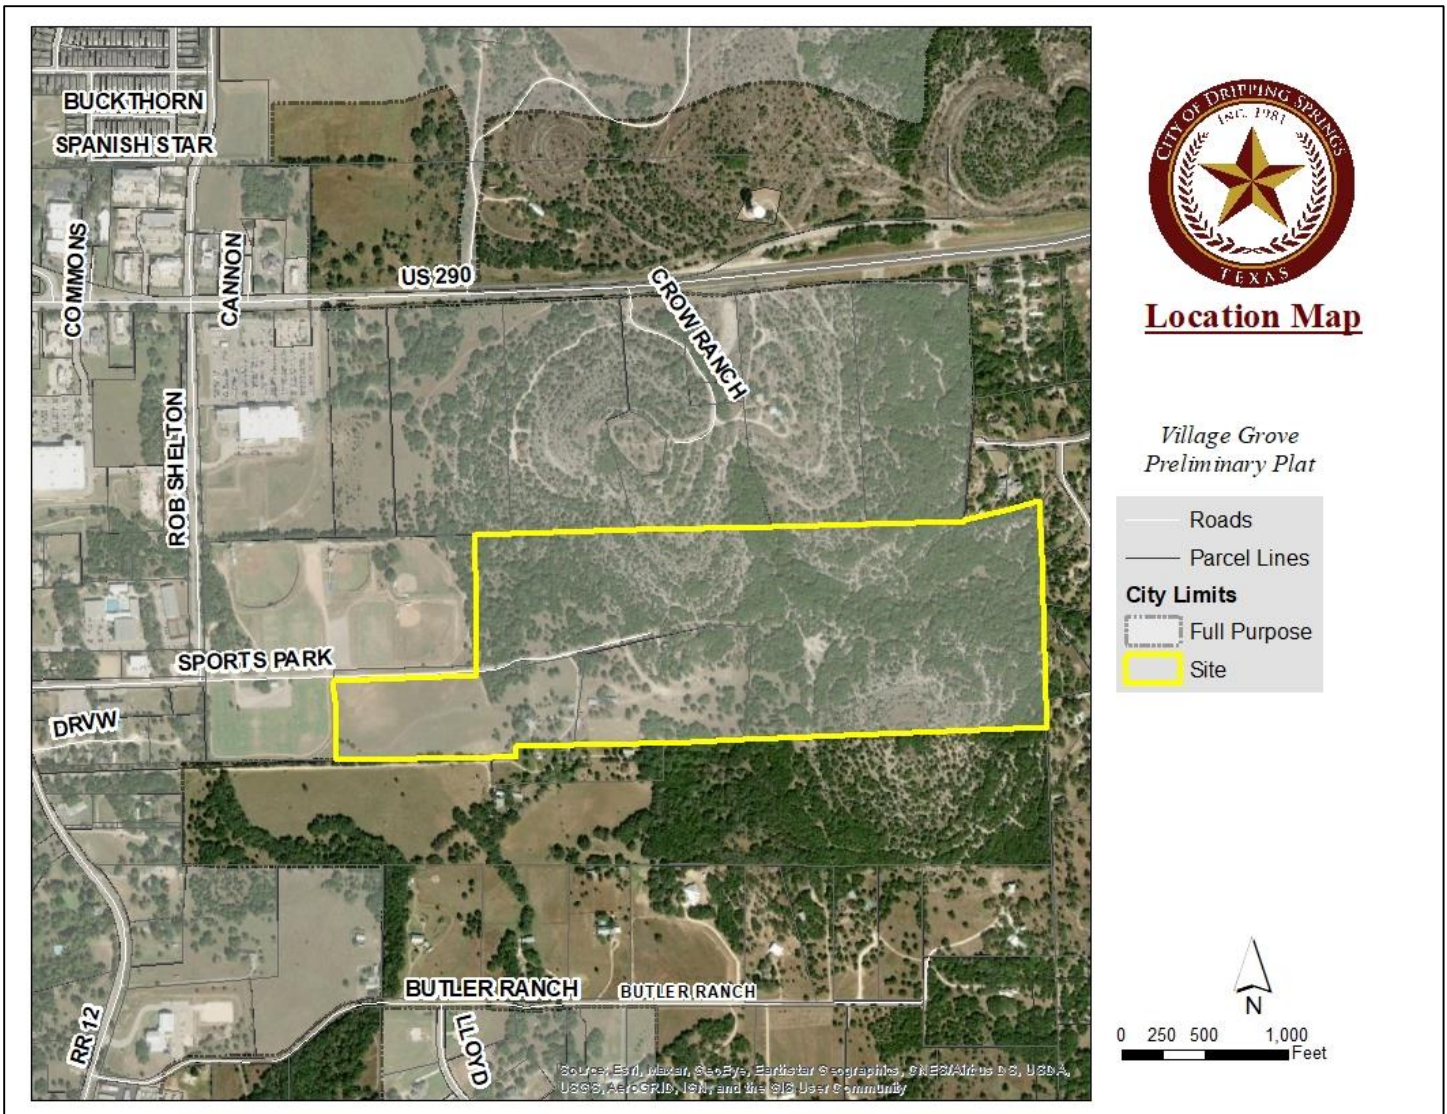 BUCKTHORN
SPANISH STAR
COMMONS
CANNON
US 290
CROW RANCH
ROB SHELTON
SPORTS PARK
DRVW
RR 12
BUTLER RANCH
BUTLER RANCH
LLOYD
Source: Esri, Maxar, GeoEye, Earthstar Geographics, CNES/Airbus DS, USDA,
USGS, AeroGRID, IGN, and the GIS User Community
CITY OF DRIPPING SPRINGS
INC. 1981
TEXAS
Location Map
Village Grove
Preliminary Plat
Roads
Parcel Lines
City Limits
Full Purpose
Site
N
0 250 500 1,000
Feet